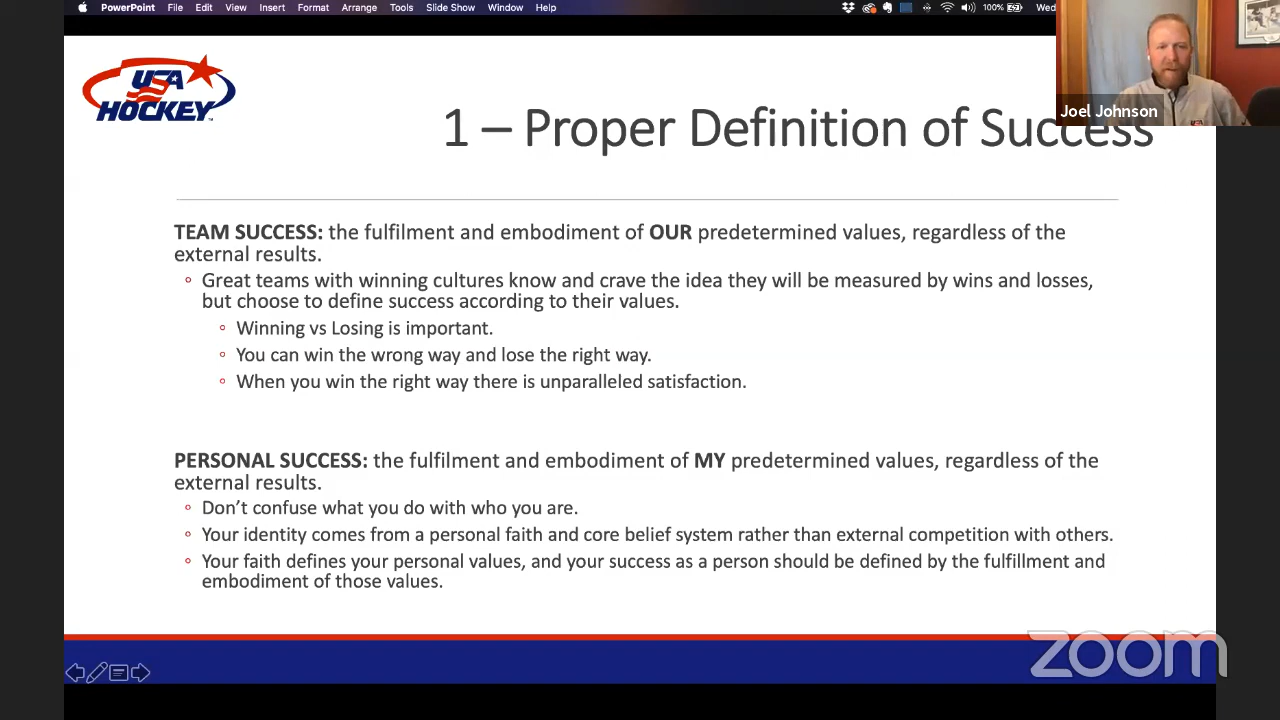 PowerPoint File Edit View Insert Format Arrange Tools Slide Show Window Help 100% Wed
USA
HOCKEY
Joel Johnson
1 – Proper Definition of Success
TEAM SUCCESS: the fulfilment and embodiment of OUR predetermined values, regardless of the
external results.
◦ Great teams with winning cultures know and crave the idea they will be measured by wins and losses,
but choose to define success according to their values.
◦ Winning vs Losing is important.
◦ You can win the wrong way and lose the right way.
◦ When you win the right way there is unparalleled satisfaction.
PERSONAL SUCCESS: the fulfilment and embodiment of MY predetermined values, regardless of the
external results.
◦ Don’t confuse what you do with who you are.
◦ Your identity comes from a personal faith and core belief system rather than external competition with others.
◦ Your faith defines your personal values, and your success as a person should be defined by the fulfillment and
embodiment of those values.
zoom